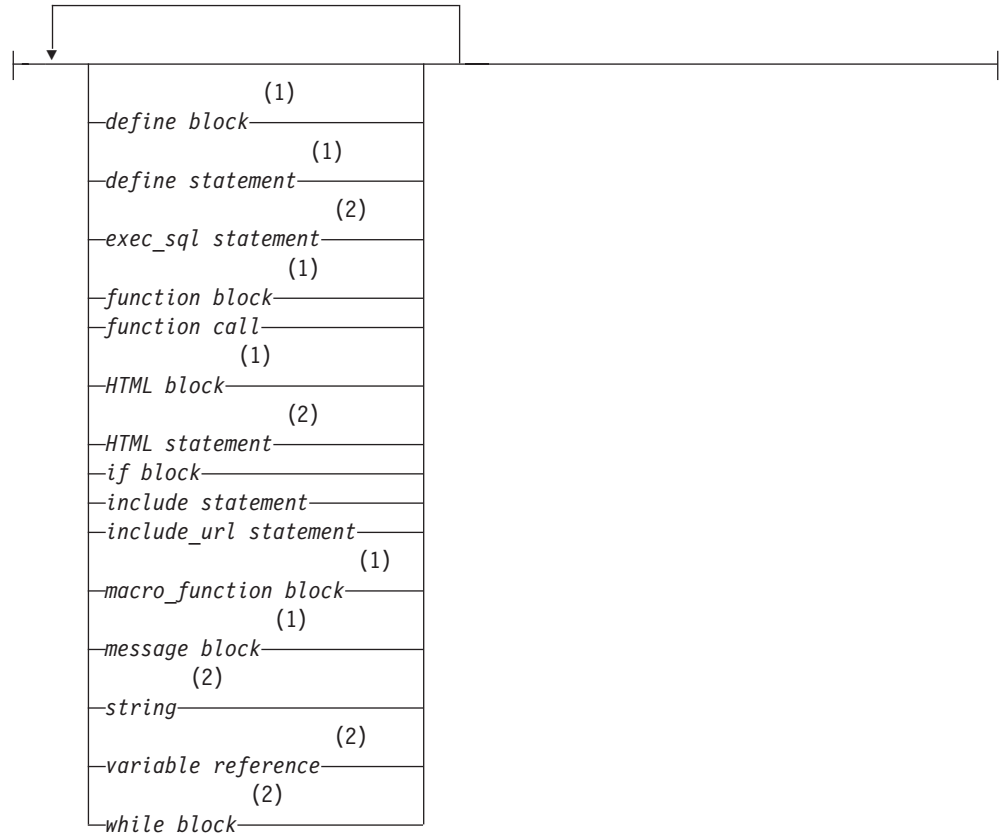 (1)
define block
(1)
define statement
(2)
exec_sql statement
(1)
function block
function call
(1)
HTML block
(2)
HTML statement
if block
include statement
include_url statement
(1)
macro_function block
(1)
message block
(2)
string
(2)
variable reference
(2)
while block